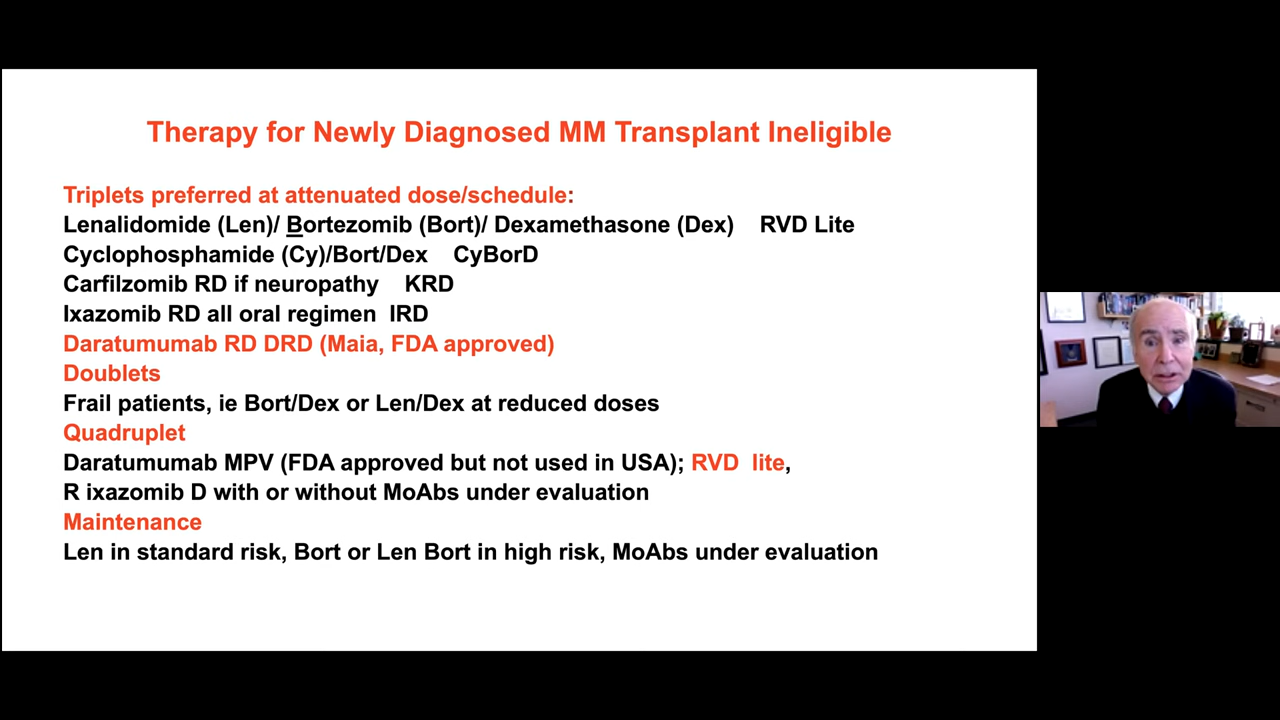 Therapy for Newly Diagnosed MM Transplant Ineligible
Triplets preferred at attenuated dose/schedule:
Lenalidomide (Len)/ Bortezomib (Bort)/ Dexamethasone (Dex) RVD Lite
Cyclophosphamide (Cy)/Bort/Dex CyBorD
Carfilzomib RD if neuropathy KRD
Ixazomib RD all oral regimen IRD
Daratumumab RD DRD (Maia, FDA approved)
Doublets
Frail patients, ie Bort/Dex or Len/Dex at reduced doses
Quadruplet
Daratumumab MPV (FDA approved but not used in USA); RVD lite,
R ixazomib D with or without MoAbs under evaluation
Maintenance
Len in standard risk, Bort or Len Bort in high risk, MoAbs under evaluation